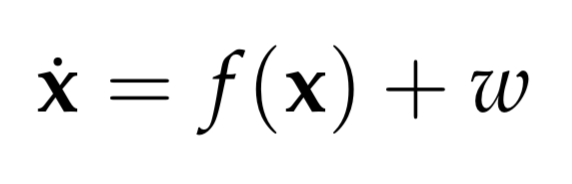 ẋ = f(x) + w